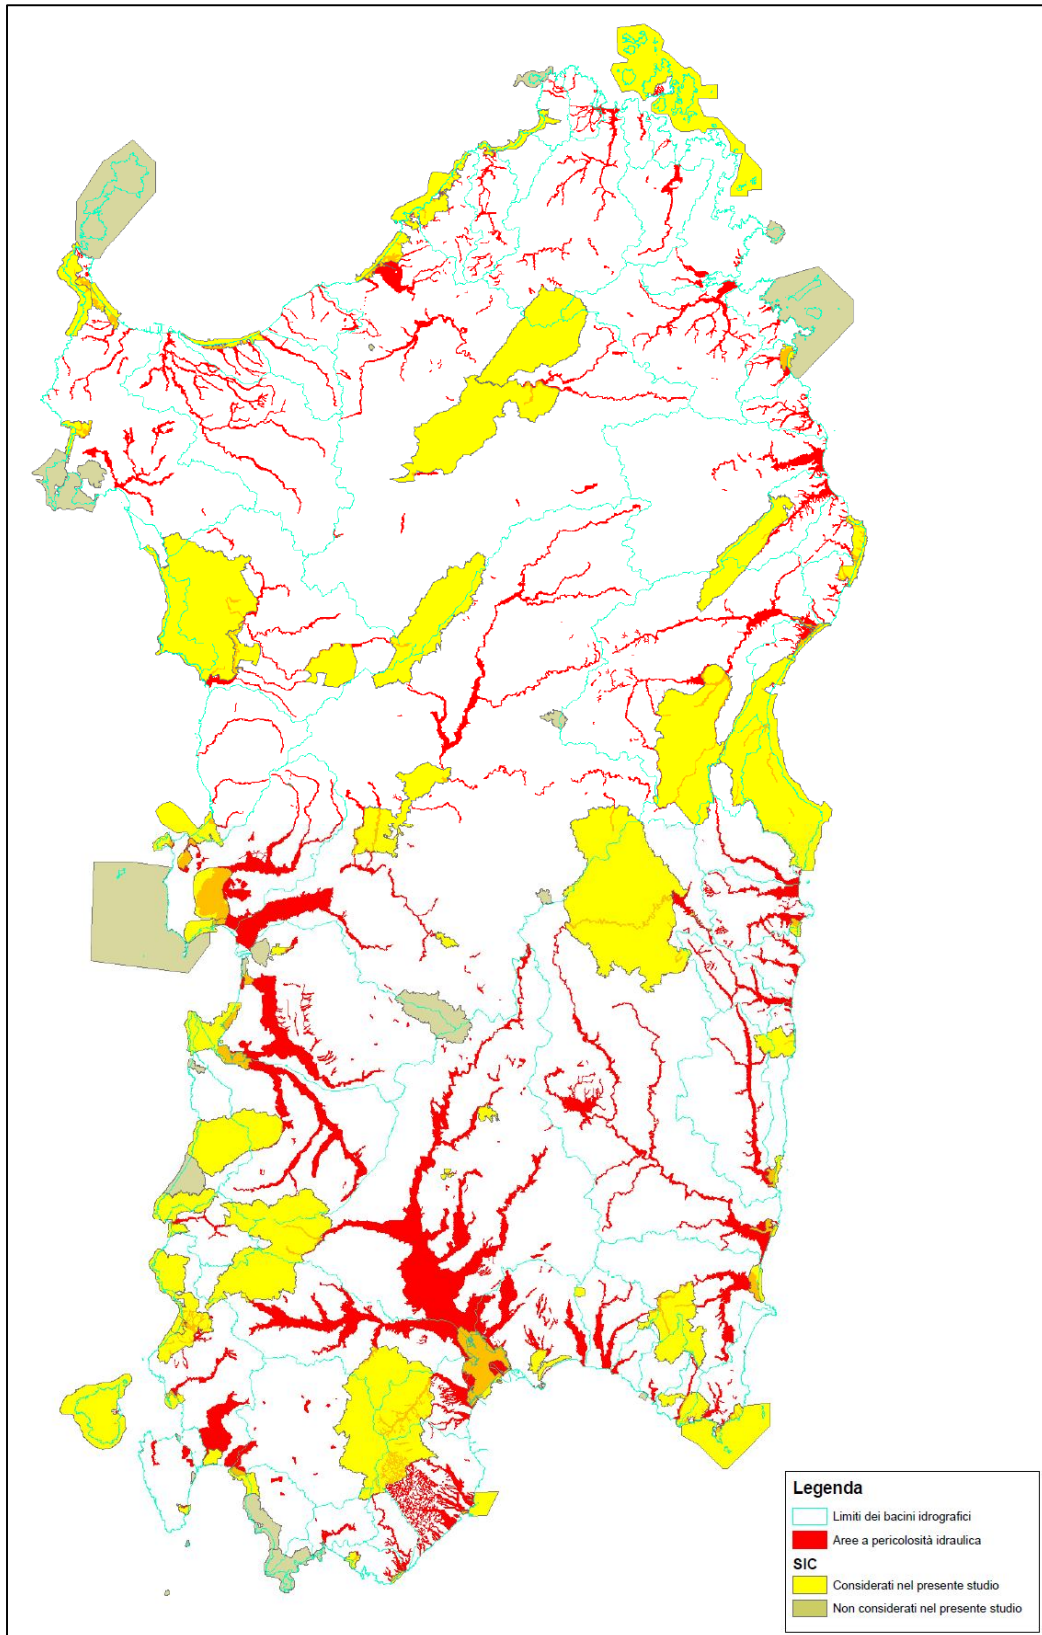 Legenda
Limiti dei bacini idrografici
Aree a pericolosità idraulica
SIC
Considerati nel presente studio
Non considerati nel presente studio